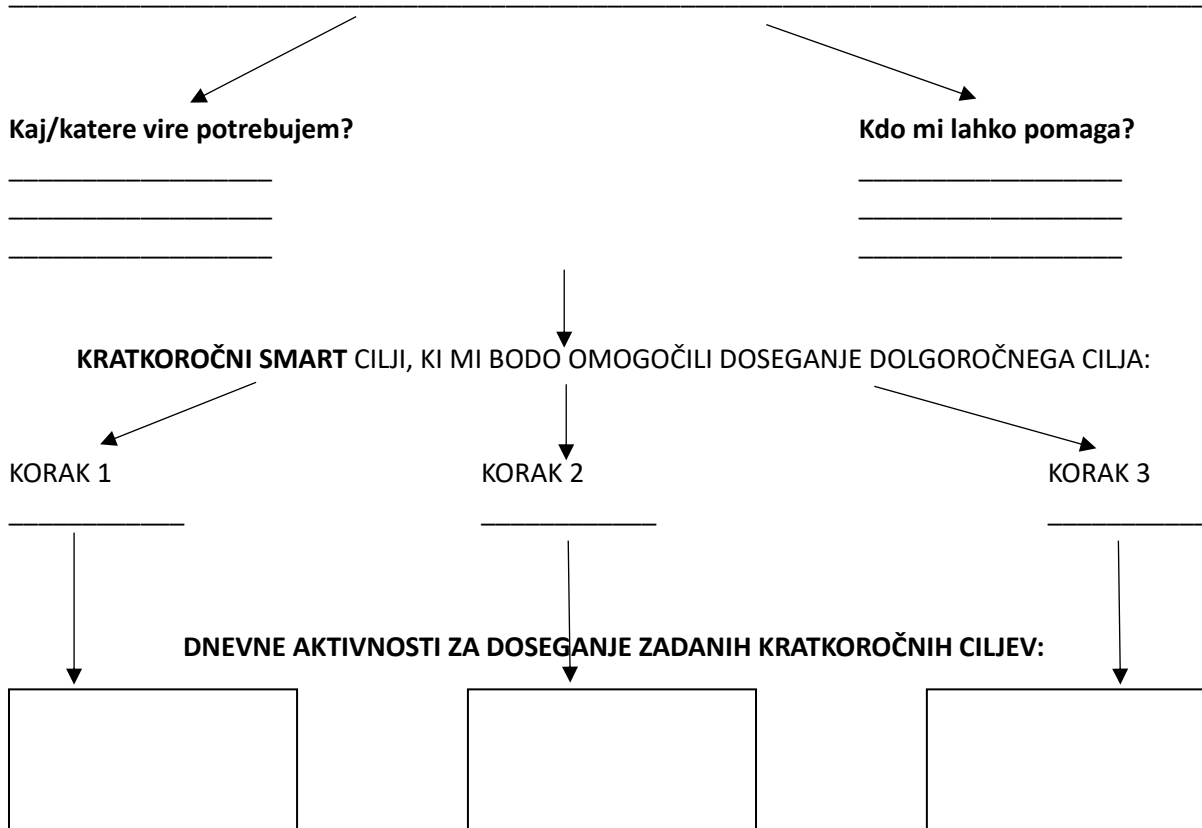 Kaj/katere vire potrebujem? Kdo mi lahko pomaga?
KRATKOROČNI SMART CILJI, KI MI BODO OMOGOČILI DOSEGANJE DOLGOROČNEGA CILJA:
KORAK 1 KORAK 2 KORAK 3
DNEVNE AKTIVNOSTI ZA DOSEGANJE ZADANIH KRATKOROČNIH CILJEV: